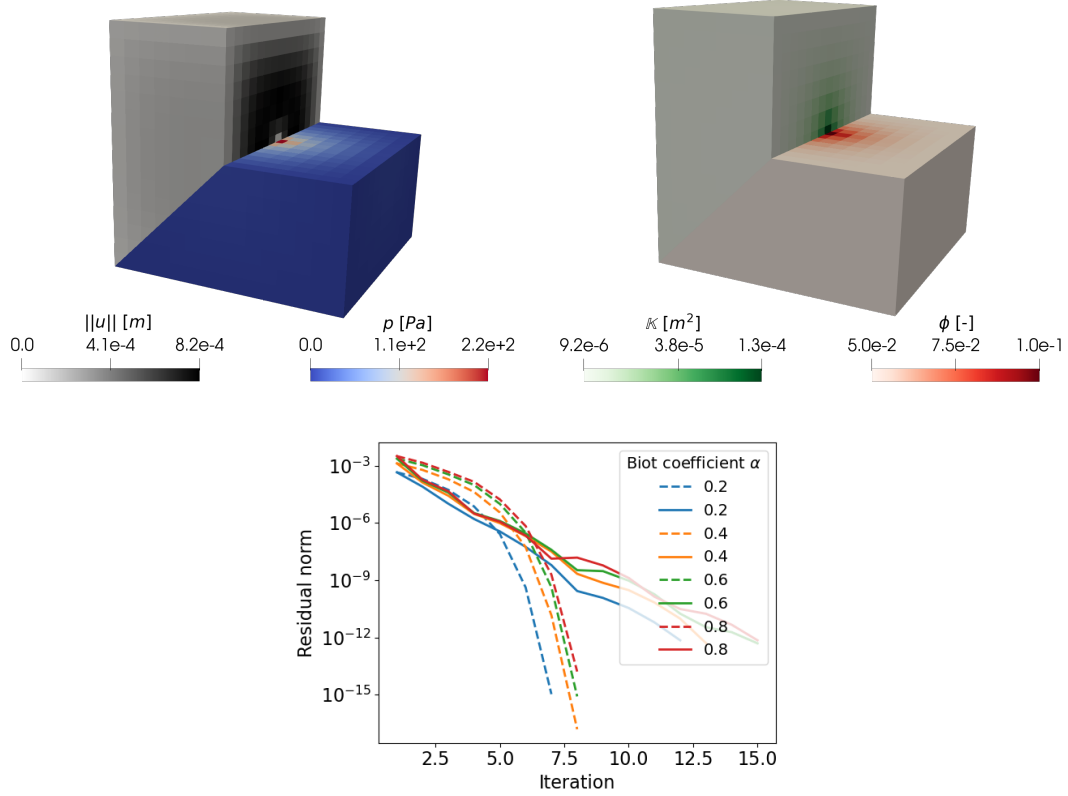 ||u|| [m]
0.0 4.1e-4 8.2e-4
p [Pa]
0.0 1.1e+2 2.2e+2
𝕂 [m²]
9.2e-6 3.8e-5 1.3e-4
ϕ [-]
5.0e-2 7.5e-2 1.0e-1
Residual norm
10⁻³
10⁻⁶
10⁻⁹
10⁻¹²
10⁻¹⁵
Biot coefficient α
0.2
0.2
0.4
0.4
0.6
0.6
0.8
0.8
2.5 5.0 7.5 10.0 12.5 15.0
Iteration